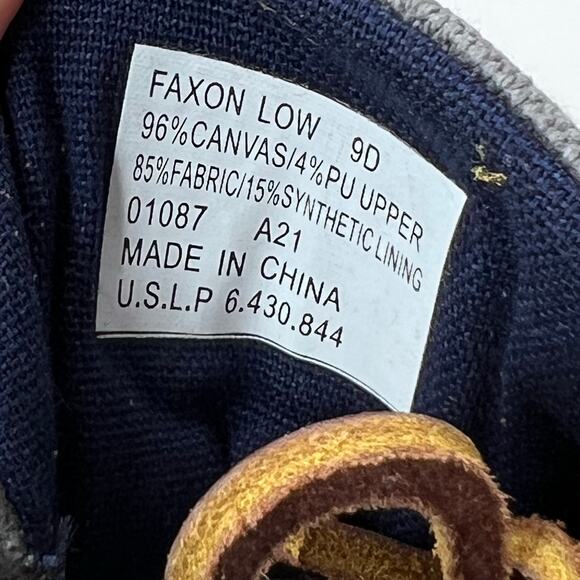 FAXON LOW 9D
96%CANVAS/4%PU UPPER
85%FABRIC/15%SYNTHETIC LINING
01087 A21
MADE IN CHINA
U.S.L.P 6.430.844